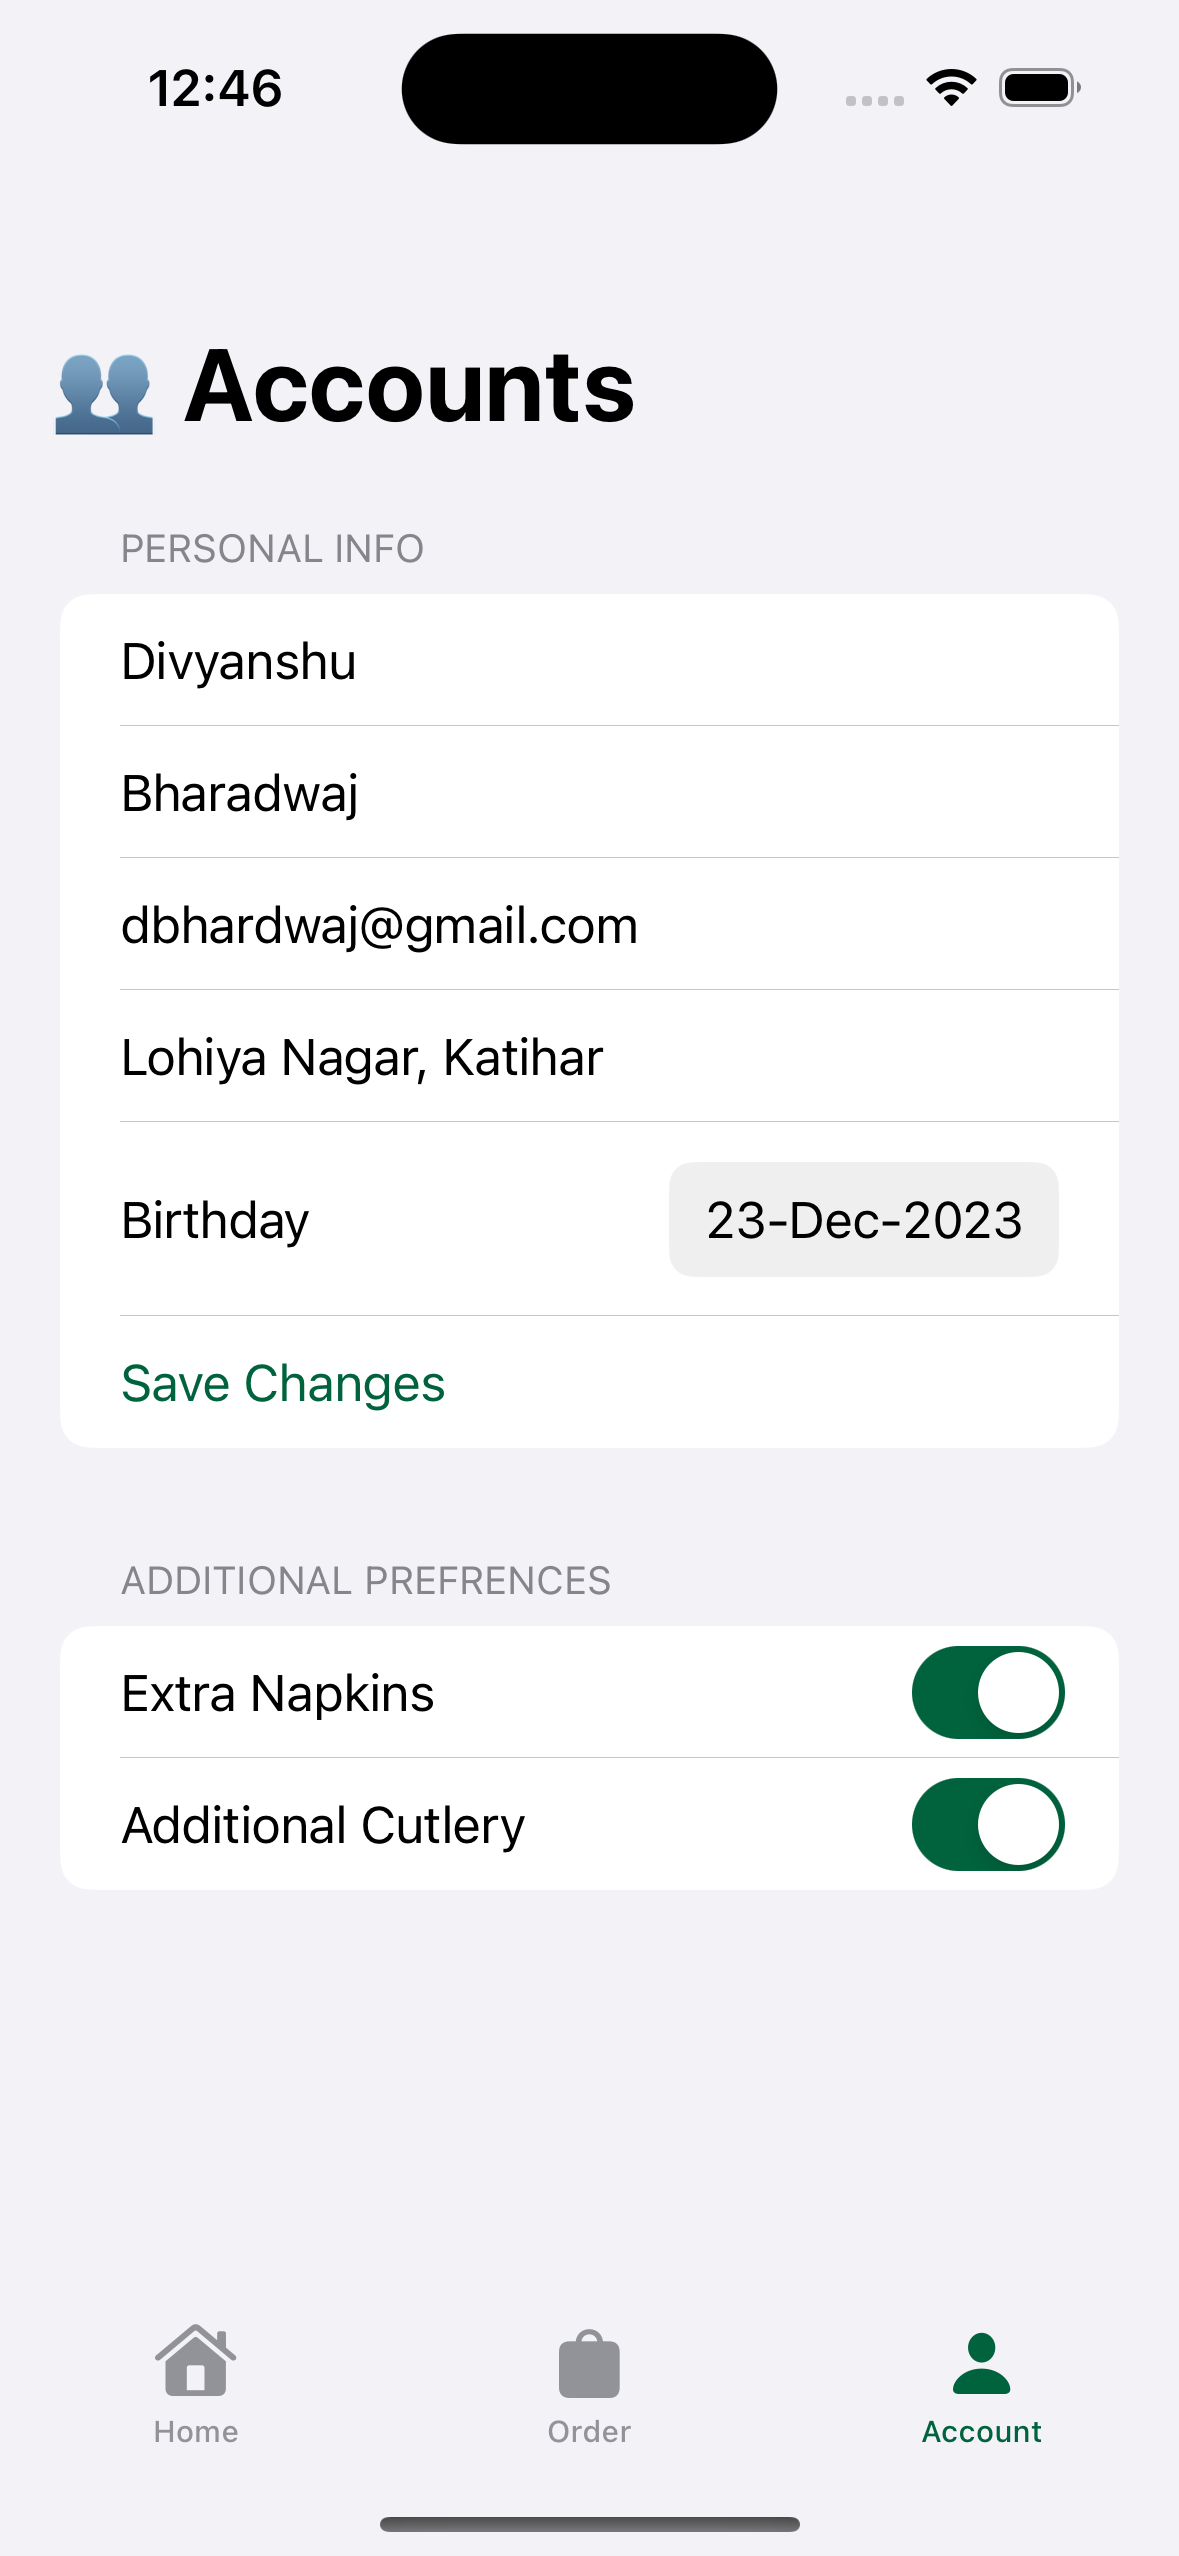 12:46
Accounts
PERSONAL INFO
Divyanshu
Bharadwaj
dbhardwaj@gmail.com
Lohiya Nagar, Katihar
Birthday 23-Dec-2023
Save Changes
ADDITIONAL PREFRENCES
Extra Napkins
Additional Cutlery
Home Order Account